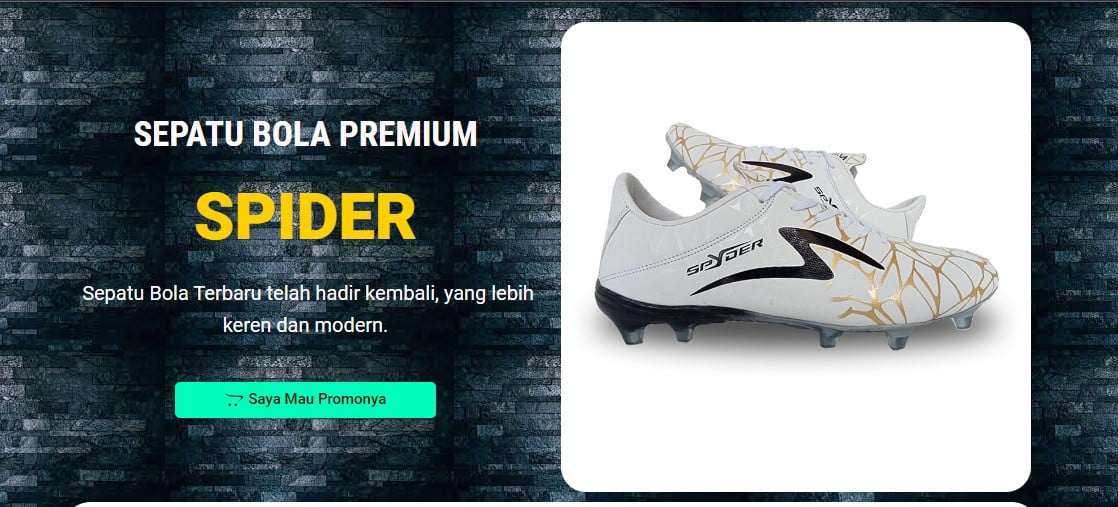 SEPATU BOLA PREMIUM
SPIDER
Sepatu Bola Terbaru telah hadir kembali, yang lebih
keren dan modern.
Saya Mau Promonya
SPYDER